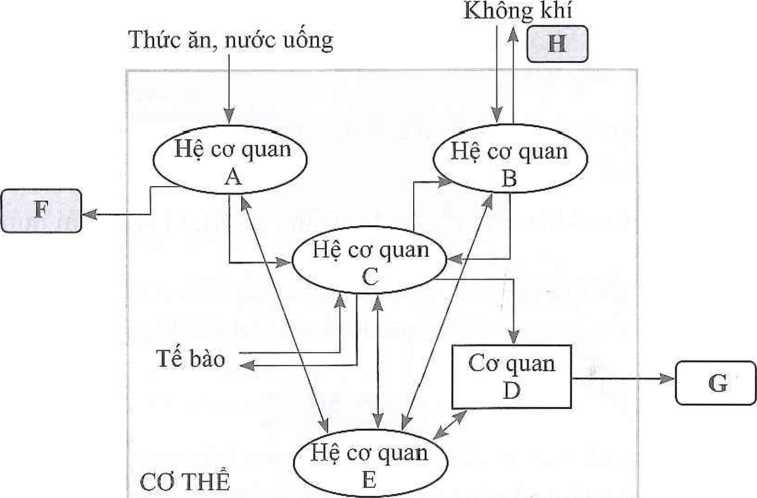 Không khí
H
Thức ăn, nước uống
Hệ cơ quan
A
Hệ cơ quan
B
F
Hệ cơ quan
C
Tế bào
Cơ quan
D
G
Hệ cơ quan
E
CƠ THỂ